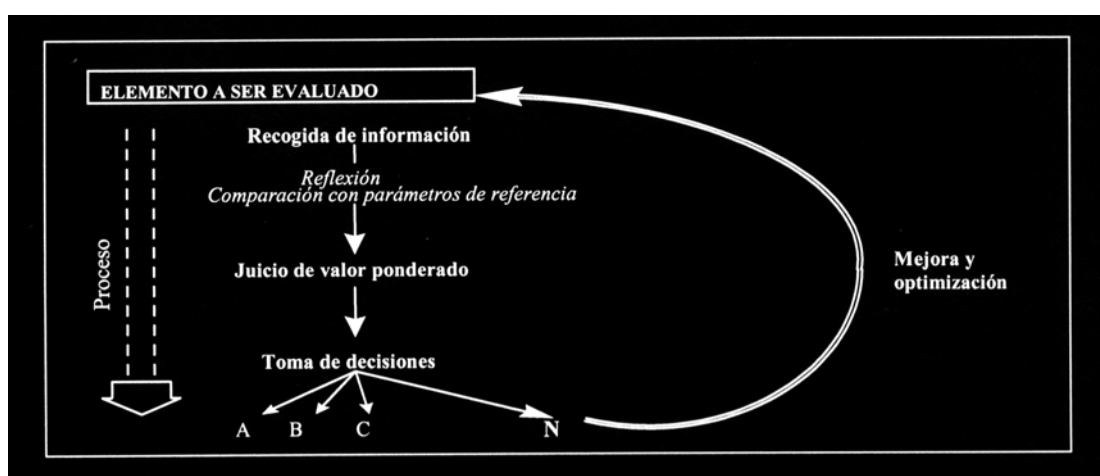 ELEMENTO A SER EVALUADO
Recogida de información
Reflexión
Comparación con parámetros de referencia
Proceso
Juicio de valor ponderado
Mejora y
optimización
Toma de decisiones
A B C N